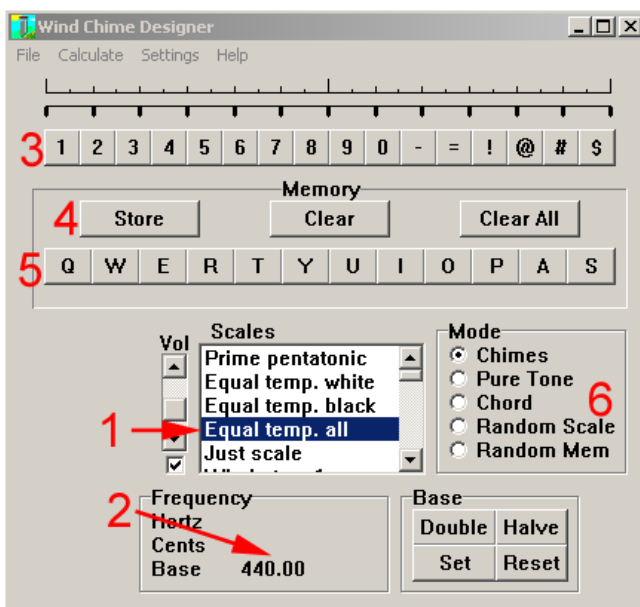 Wind Chime Designer
File Calculate Settings Help
3 1 2 3 4 5 6 7 8 9 0 - = ! @ # $
Memory
4 Store Clear Clear All
5 Q W E R T Y U I O P A S
Vol
Scales
Prime pentatonic
Equal temp. white
Equal temp. black
1 Equal temp. all
Just scale
Mode
Chimes
Pure Tone
Chord
6
Random Scale
Random Mem
2
Frequency
Hertz
Cents
Base 440.00
Base
Double Halve
Set Reset